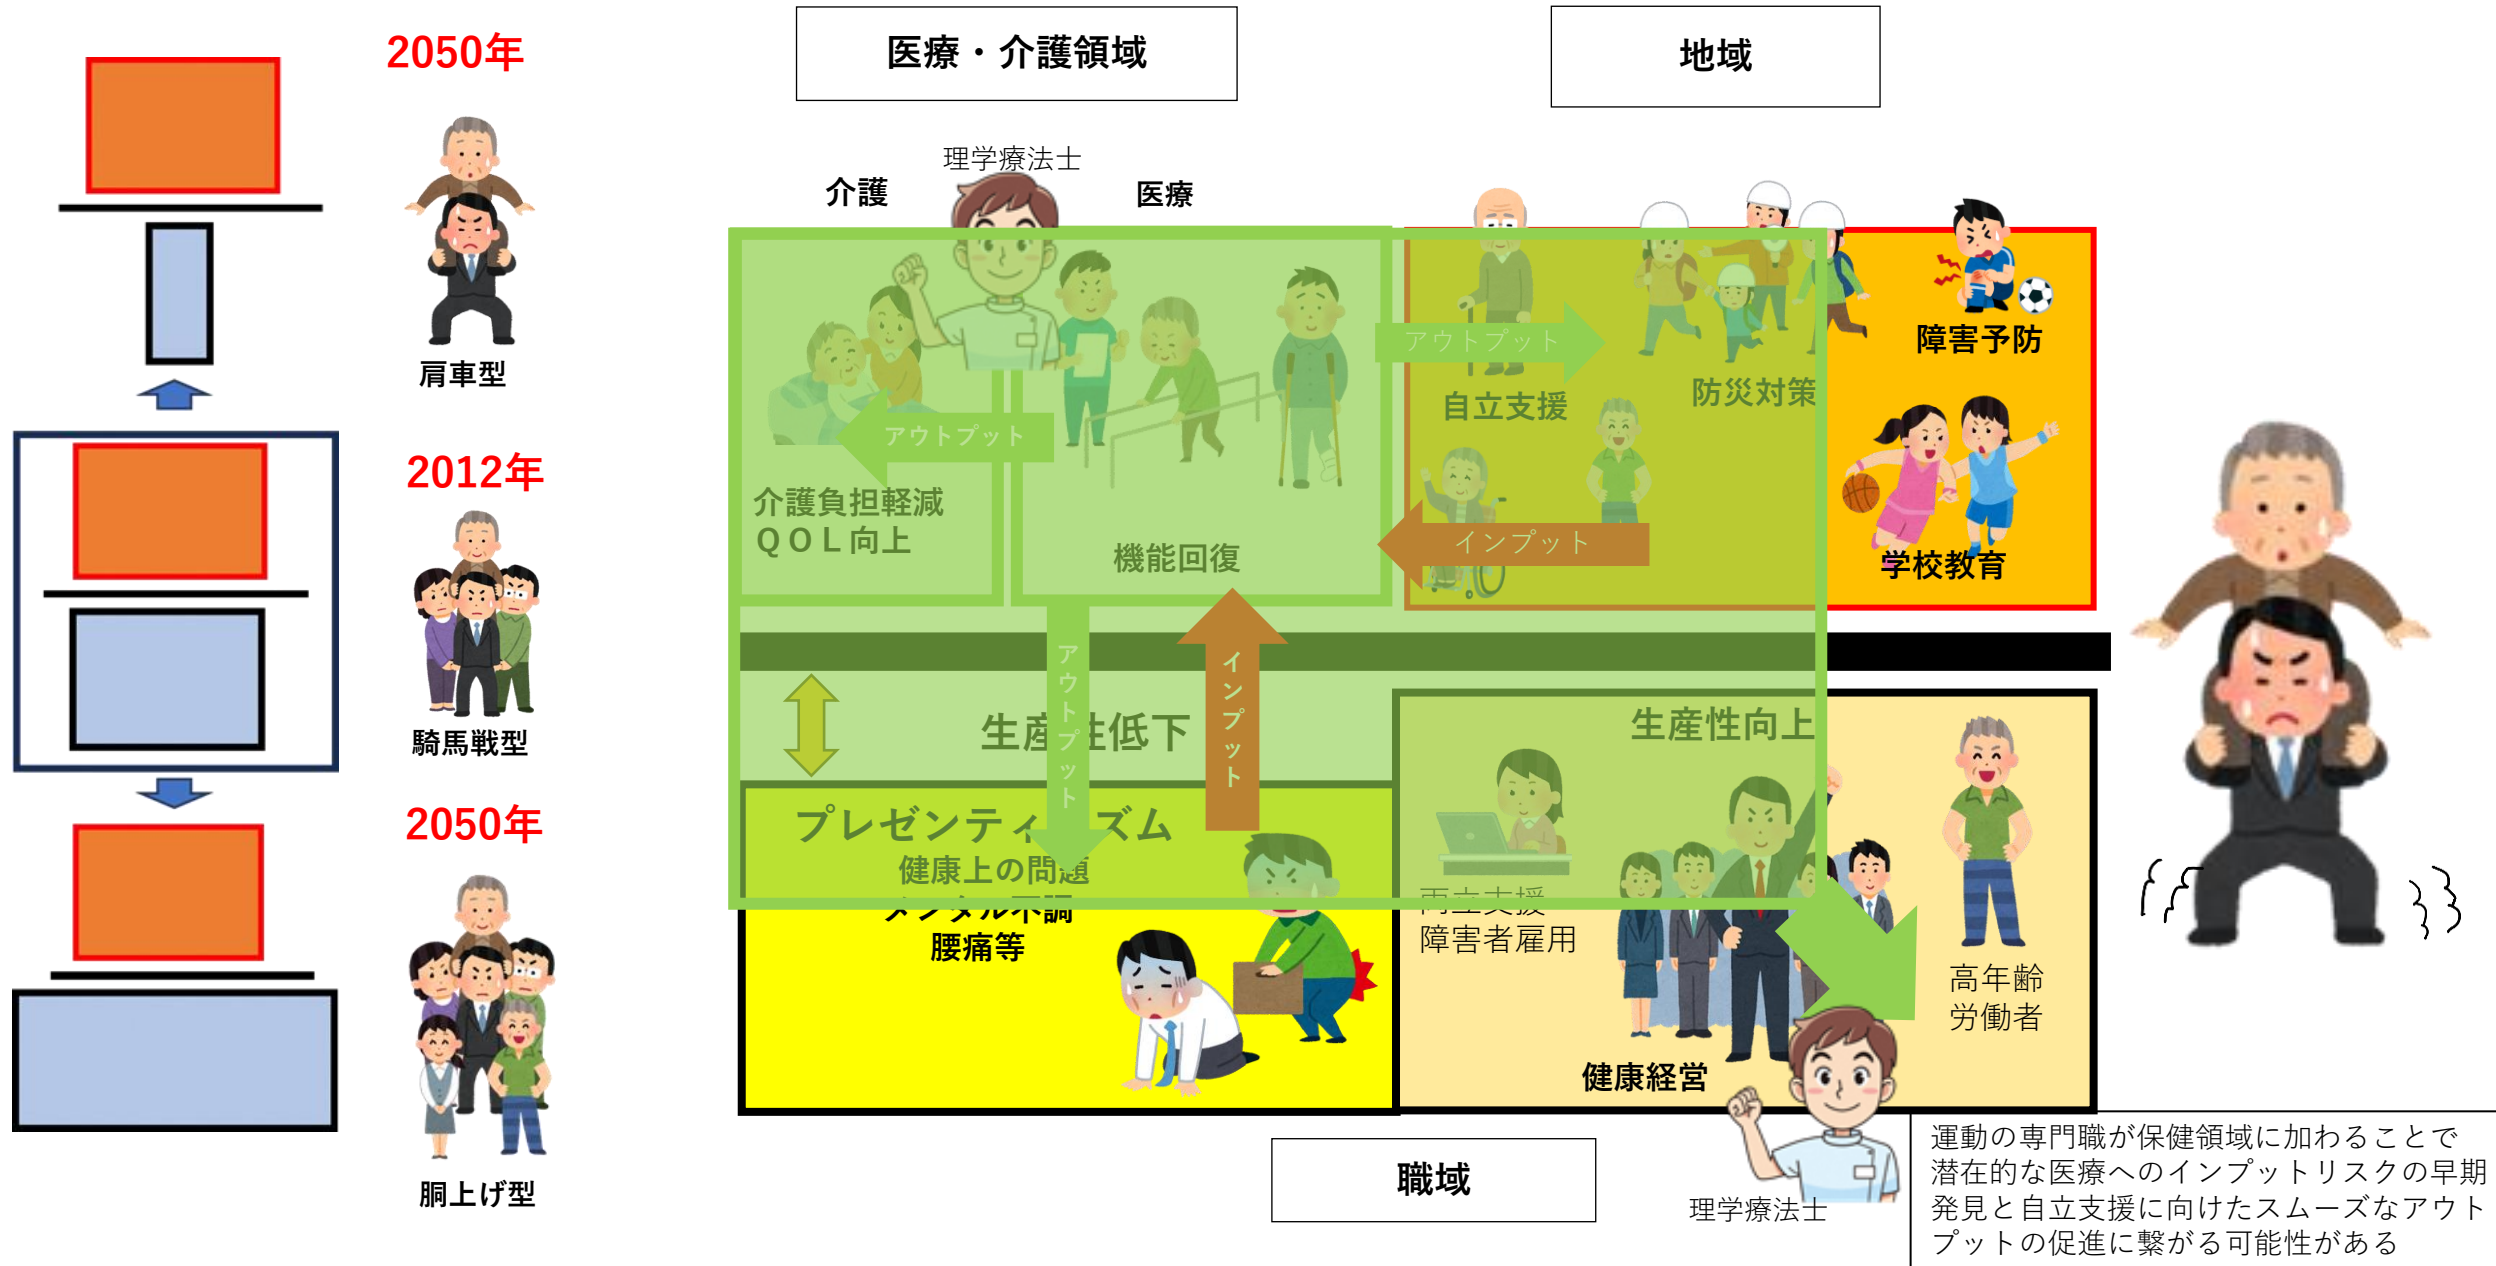 2050年
肩車型
2012年
騎馬戦型
2050年
胴上げ型
医療・介護領域
地域
理学療法士
介護
医療
アウトプット
介護負担軽減
QOL向上
機能回復
アウトプット
自立支援
防災対策
障害予防
インプット
学校教育
アウトプット
インプット
生産性低下
生産性向上
健康上の問題
メンタル不調
腰痛等
両立支援
障害者雇用
高年齢
労働者
健康経営
職域
理学療法士
運動の専門職が保健領域に加わることで
潜在的な医療へのインプットリスクの早期
発見と自立支援に向けたスムーズなアウト
プットの促進に繋がる可能性がある